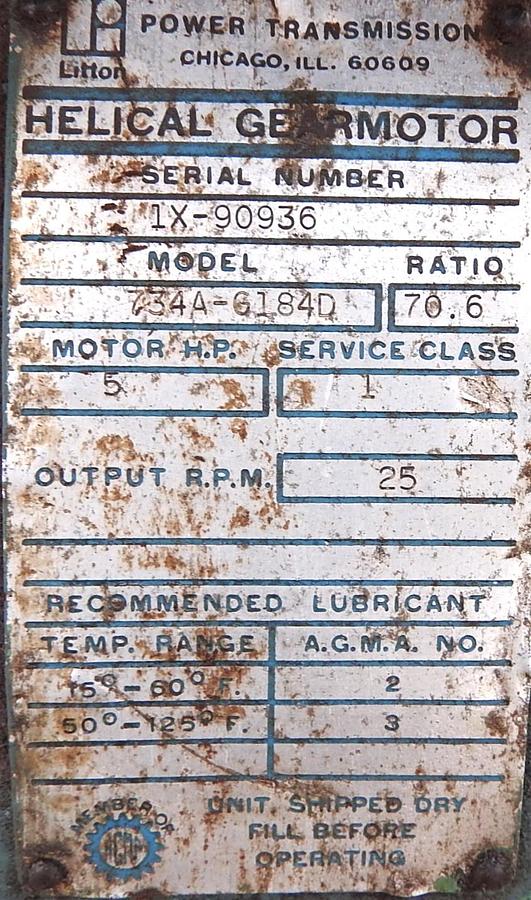 POWER TRANSMISSION
CHICAGO, ILL. 60609
Litton
HELICAL GEARMOTOR
SERIAL NUMBER
1X-90936
MODEL RATIO
734A-G184D 70.6
MOTOR H.P. SERVICE CLASS
5 1
OUTPUT R.P.M. 25
RECOMMENDED LUBRICANT
TEMP. RANGE A.G.M.A. NO.
15°-60° F. 2
50°-125° F. 3
MEMBER OF
UNIT SHIPPED DRY
FILL BEFORE
OPERATING